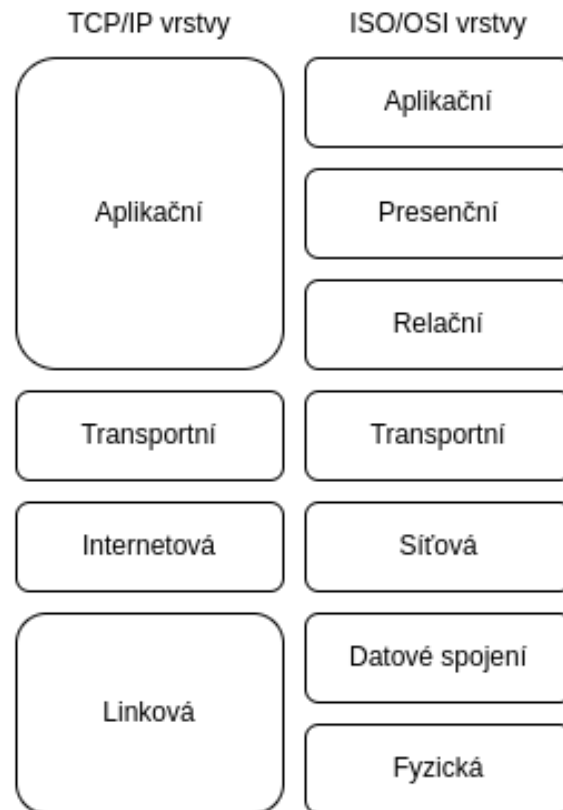 TCP/IP vrstvy
Aplikační
Transportní
Internetová
Linková
ISO/OSI vrstvy
Aplikační
Presenční
Relační
Transportní
Síťová
Datové spojení
Fyzická